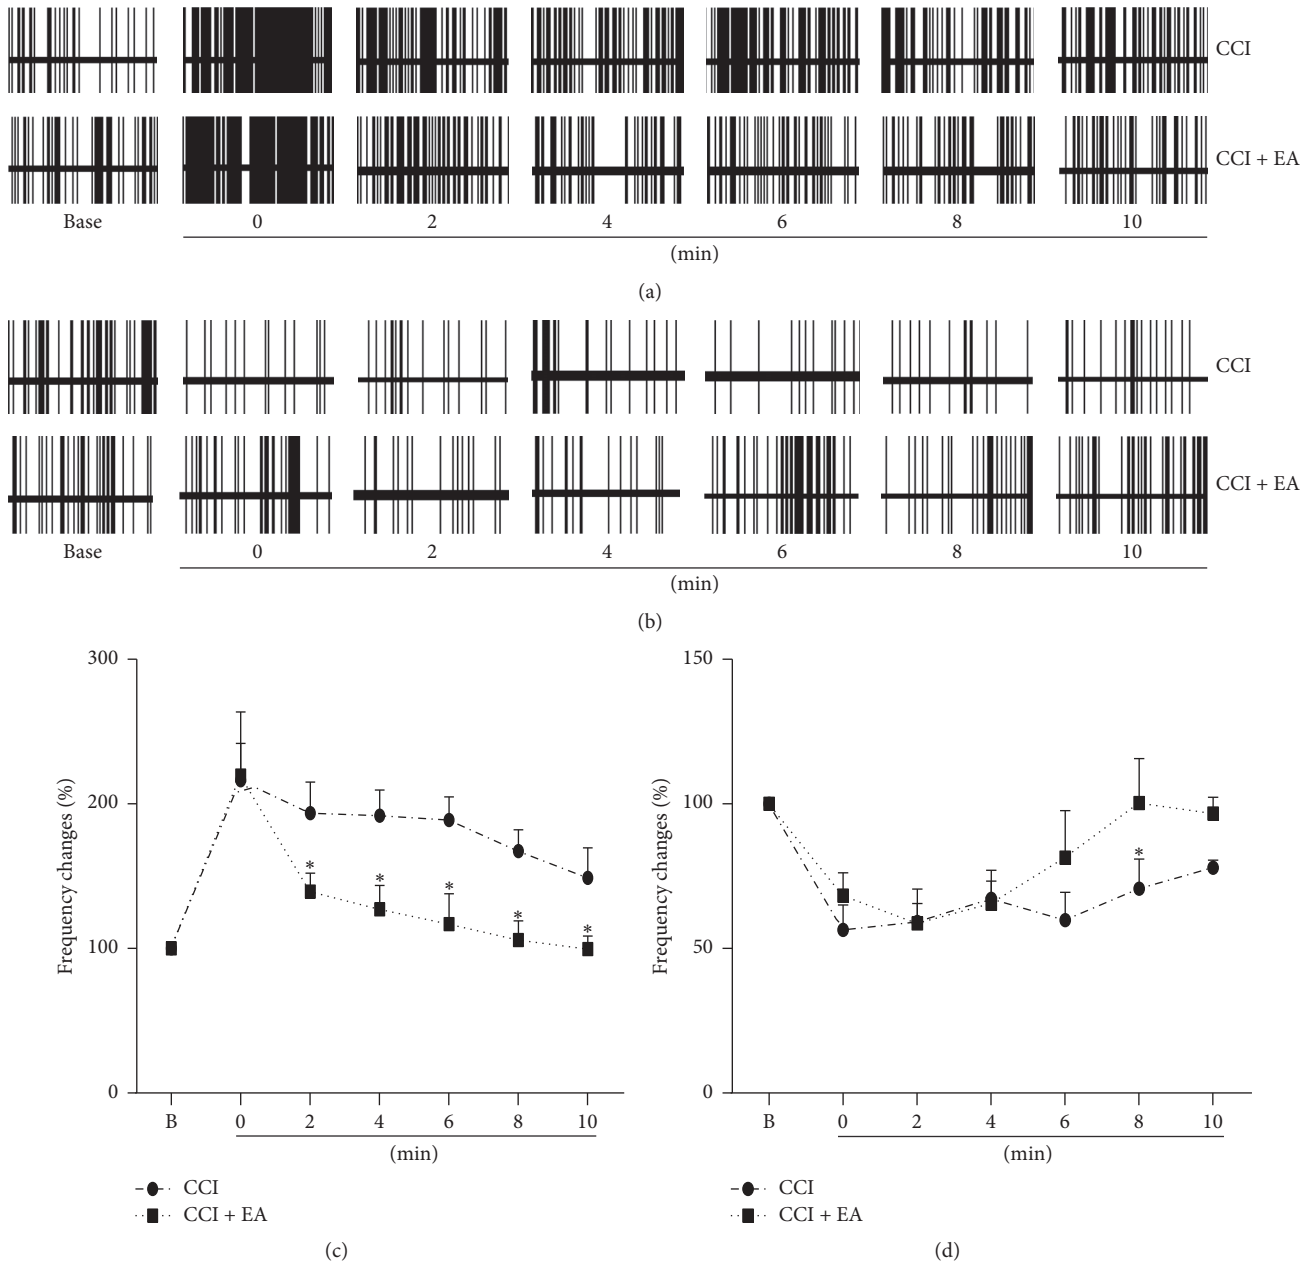 CCI
CCI + EA
Base 0 2 4 6 8 10
(min)
(a)
CCI
CCI + EA
Base 0 2 4 6 8 10
(min)
(b)
300
200
100
0
Frequency changes (%)
*
*
*
*
*
B 0 2 4 6 8 10
(min)
CCI
CCI + EA
(c)
150
100
50
0
Frequency changes (%)
*
B 0 2 4 6 8 10
(min)
CCI
CCI + EA
(d)